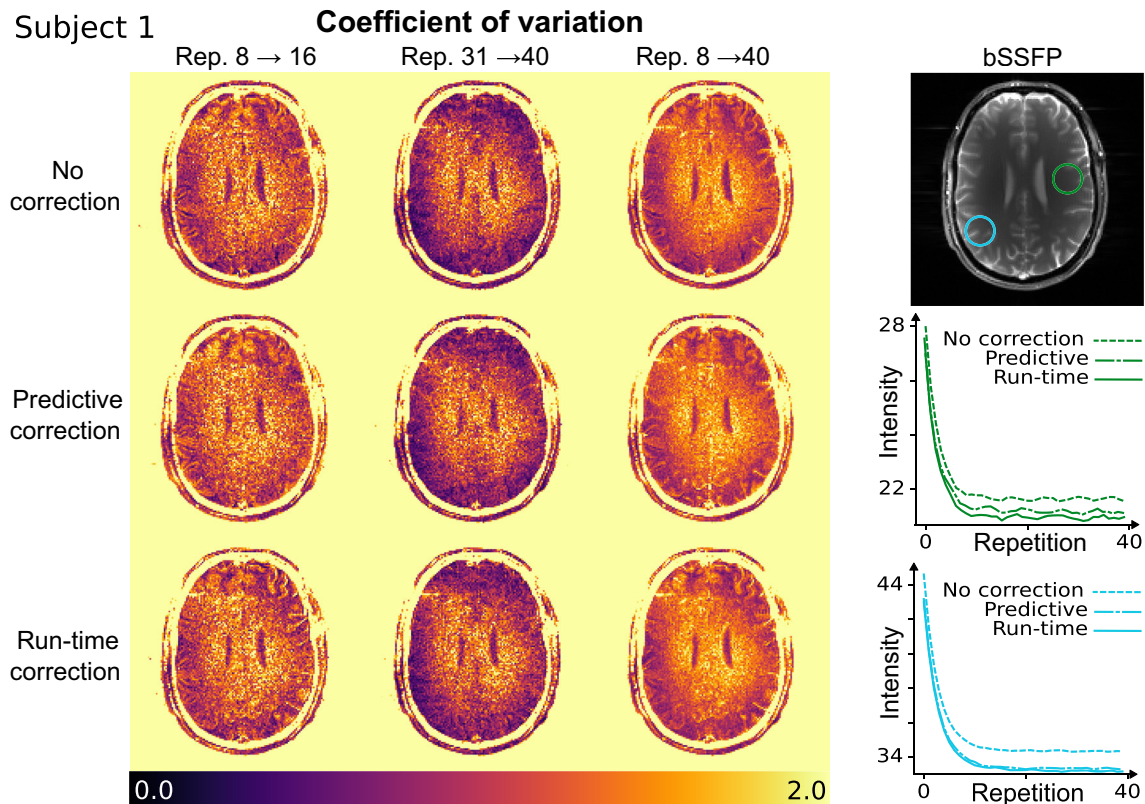 Subject 1
Coefficient of variation
Rep. 8 → 16
Rep. 31 →40
Rep. 8 →40
bSSFP
No
correction
Predictive
correction
Run-time
correction
0.0
2.0
28
22
Intensity
No correction
Predictive
Run-time
0
Repetition
40
44
34
Intensity
No correction
Predictive
Run-time
0
Repetition
40